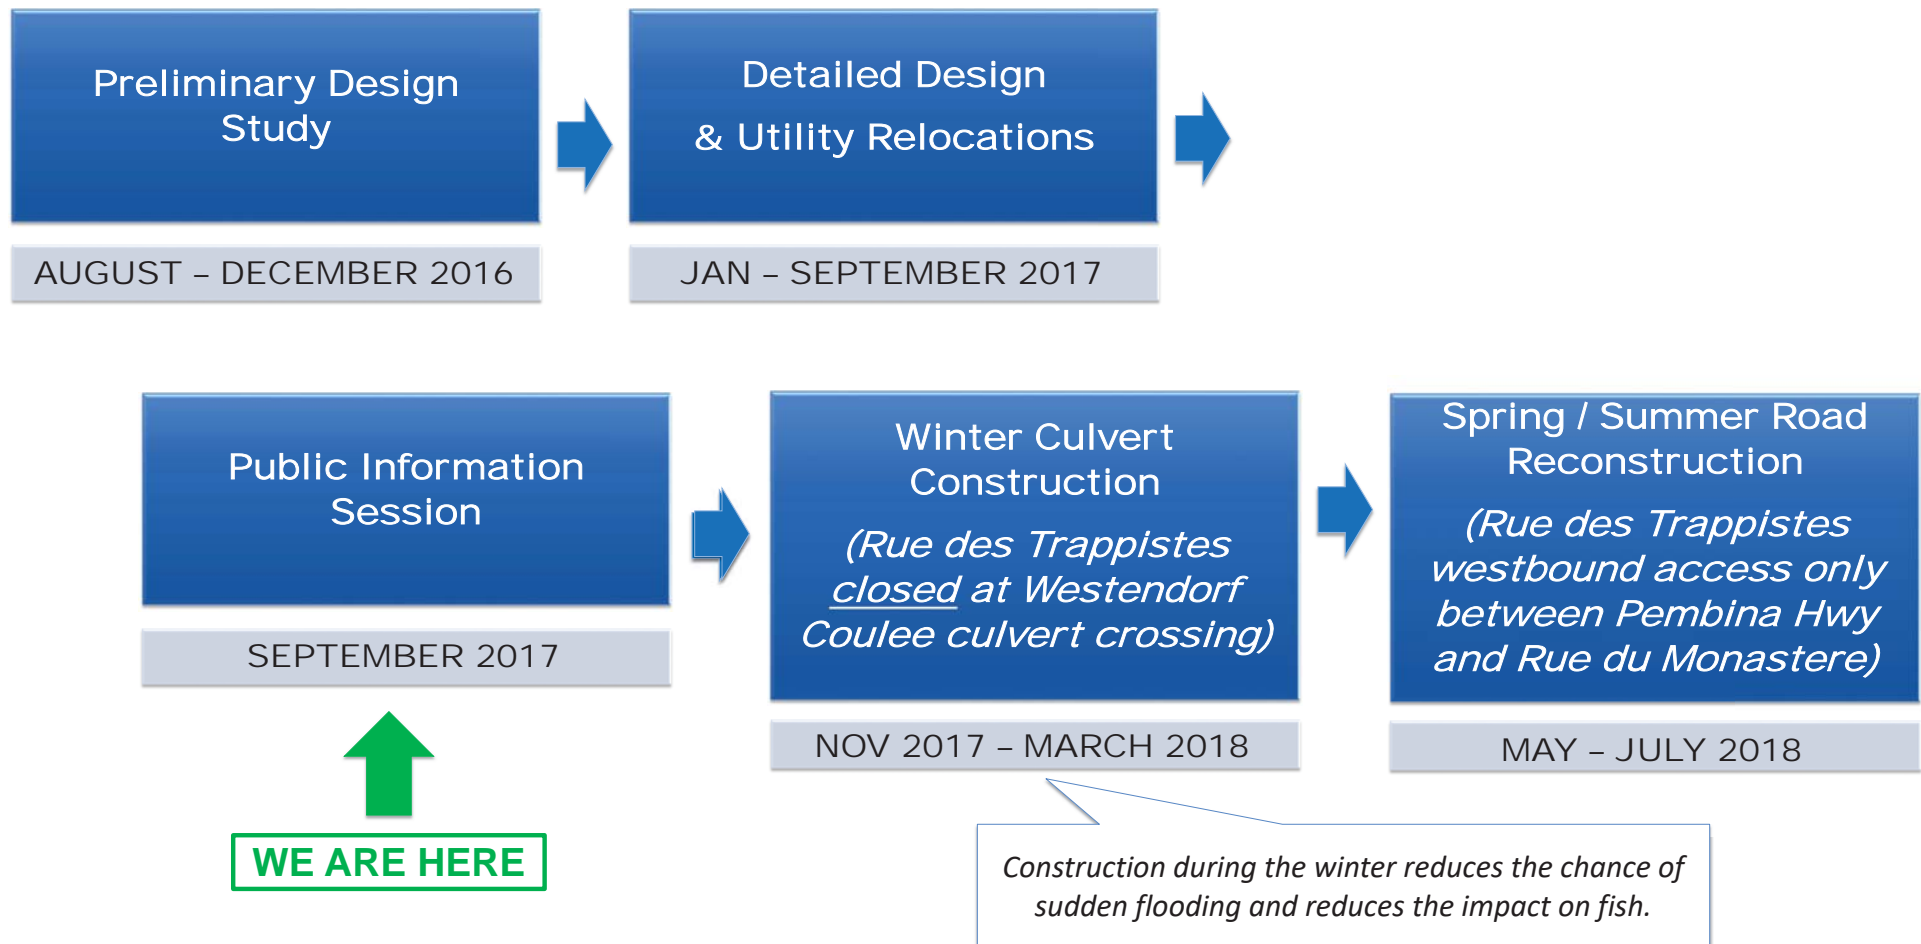 Preliminary Design
Study
AUGUST – DECEMBER 2016
Detailed Design
& Utility Relocations
JAN – SEPTEMBER 2017
Public Information
Session
SEPTEMBER 2017
WE ARE HERE
Winter Culvert
Construction
(Rue des Trappistes
closed at Westendorf
Coulee culvert crossing)
NOV 2017 – MARCH 2018
Construction during the winter reduces the chance of
sudden flooding and reduces the impact on fish.
Spring / Summer Road
Reconstruction
(Rue des Trappistes
westbound access only
between Pembina Hwy
and Rue du Monastere)
MAY – JULY 2018